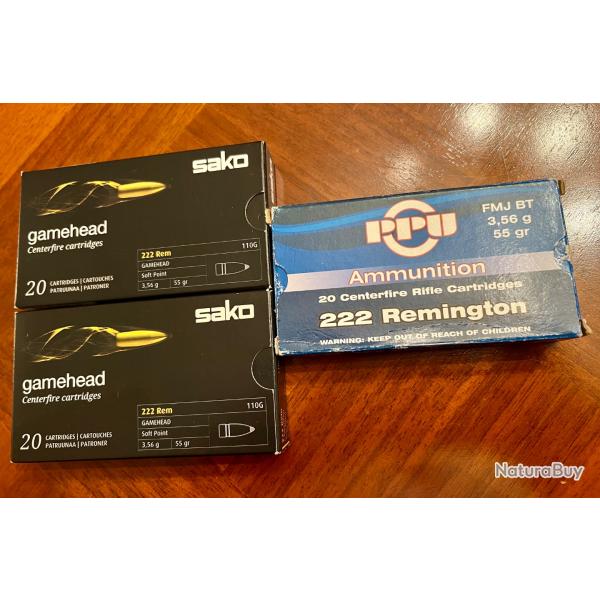 sako
gamehead
Centerfire cartridges
222 Rem
110G
GAMEHEAD
Soft Point
3,56 g 55 gr
20 CARTRIDGES | CARTOUCHES
PATRUUNAA | PATRONER
sako
gamehead
Centerfire cartridges
222 Rem
110G
GAMEHEAD
Soft Point
3,56 g 55 gr
20 CARTRIDGES | CARTOUCHES
PATRUUNAA | PATRONER
PPU
FMJ BT
3,56 g
55 gr
Ammunition
20 Centerfire Rifle Cartridges
222 Remington
WARNING: KEEP OUT OF REACH OF CHILDREN
NaturaBuy